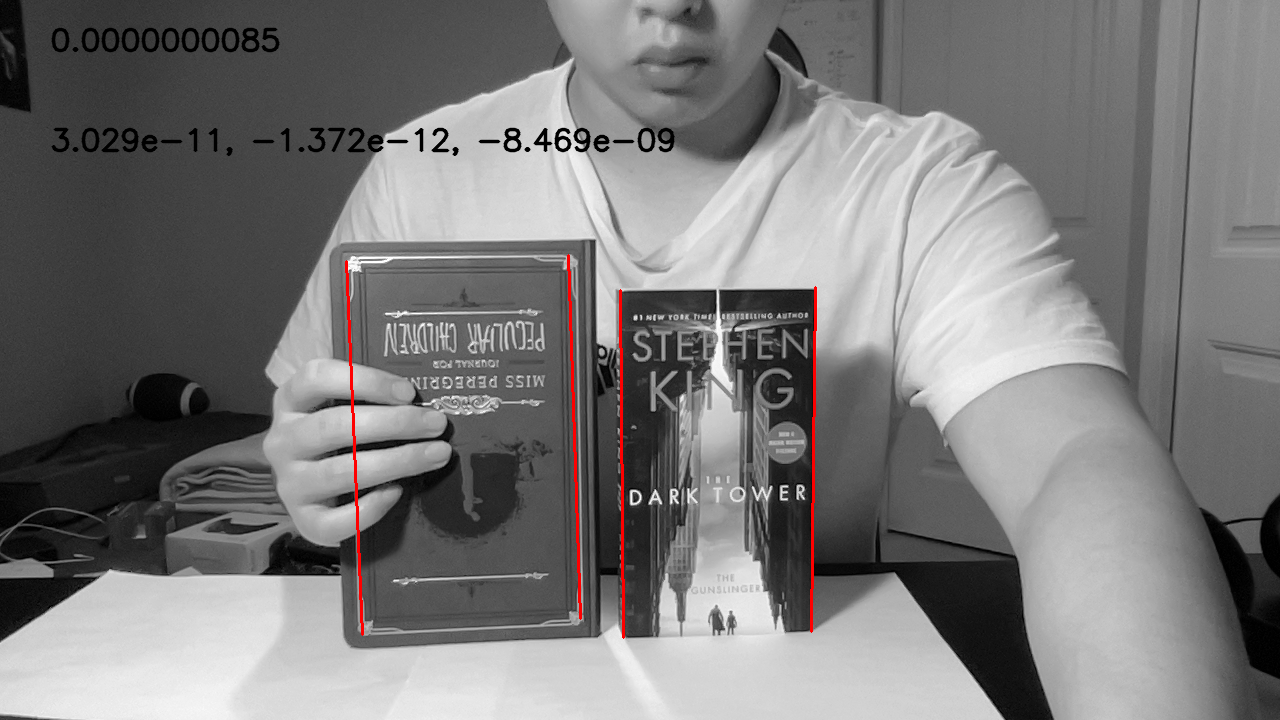 0.0000000085
3.029e-11, -1.372e-12, -8.469e-09
#1 NEW YORK TIMES BESTSELLING AUTHOR
STEPHEN
KING
THE
DARK TOWER
THE
GUNSLINGER
MISS PEREGRIN
JOURNAL FOR
PECULIAR CHILDREN